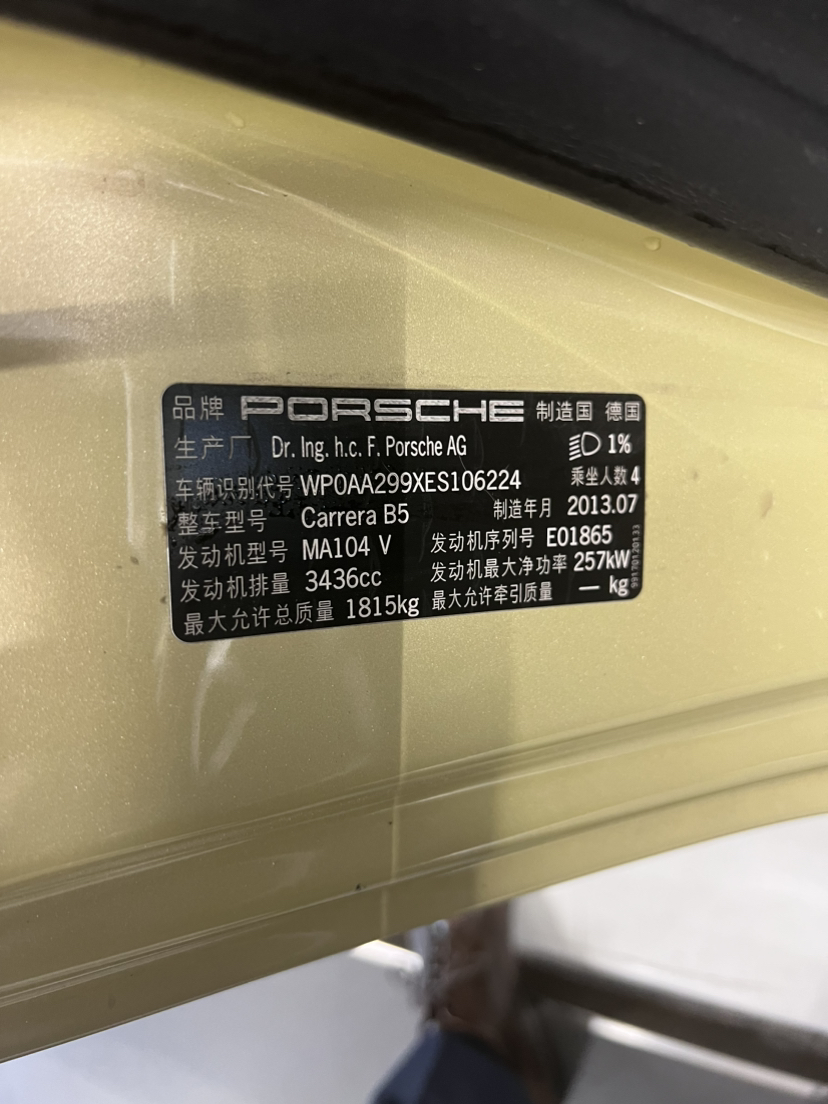 品牌 PORSCHE 制造国 德国
生产厂 Dr. Ing. h.c. F. Porsche AG 1%
车辆识别代号 WP0AA299XES106224 乘坐人数 4
整车型号 Carrera B5 制造年月 2013.07
发动机型号 MA104 V 发动机序列号 E01865
发动机排量 3436cc 发动机最大净功率 257kW
最大允许总质量 1815kg 最大允许牵引质量 — kg
99170120133